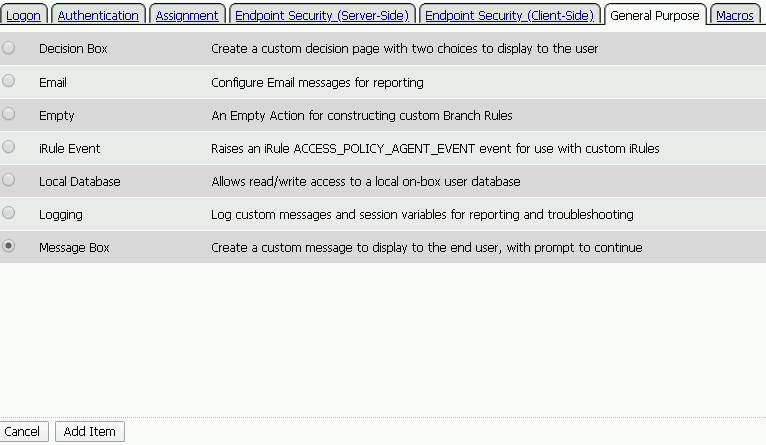 Logon Authentication Assignment Endpoint Security (Server-Side) Endpoint Security (Client-Side) General Purpose Macros
Decision Box Create a custom decision page with two choices to display to the user
Email Configure Email messages for reporting
Empty An Empty Action for constructing custom Branch Rules
iRule Event Raises an iRule ACCESS_POLICY_AGENT_EVENT event for use with custom iRules
Local Database Allows read/write access to a local on-box user database
Logging Log custom messages and session variables for reporting and troubleshooting
Message Box Create a custom message to display to the end user, with prompt to continue
Cancel Add Item